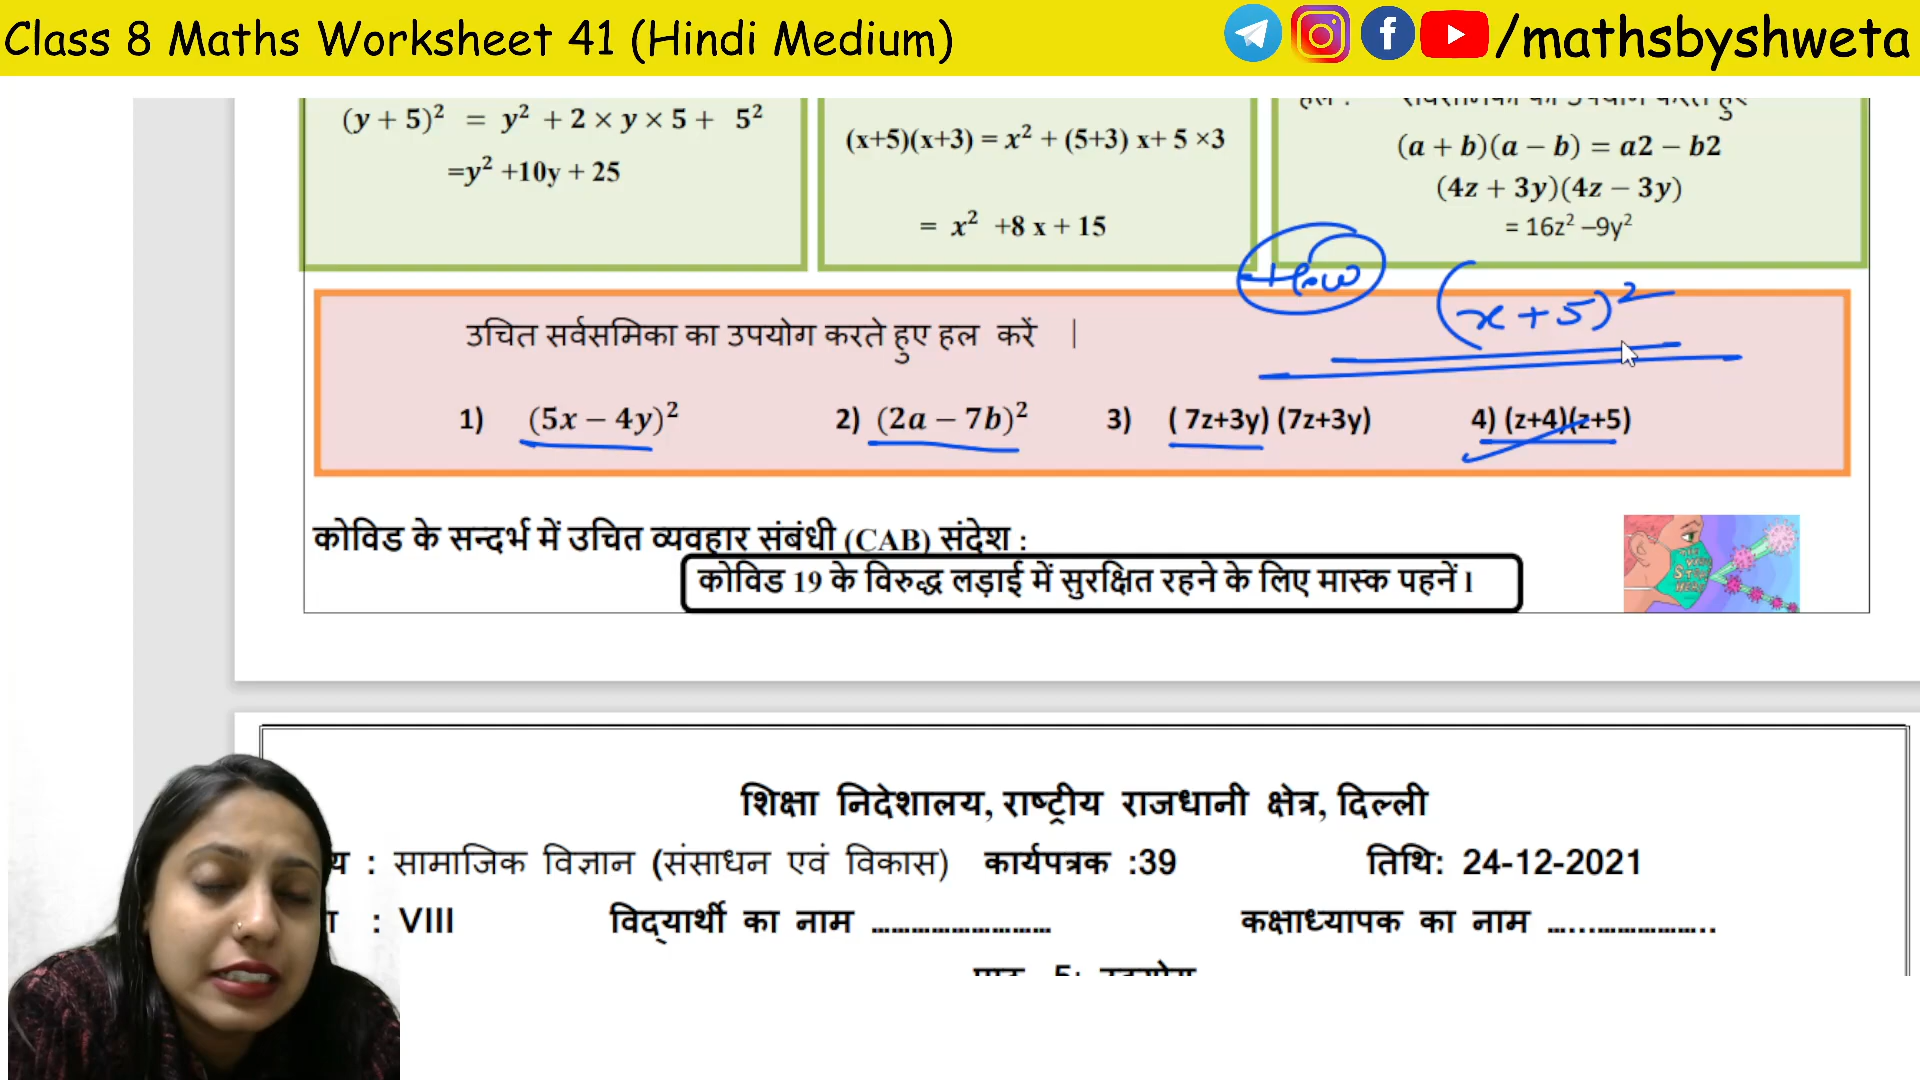 Class 8 Maths Worksheet 41 (Hindi Medium)
/mathsbyshweta
(y + 5)² = y² + 2 × y × 5 + 5²
=y² +10y + 25
(x+5)(x+3) = x² + (5+3) x+ 5 ×3
= x² +8 x + 15
(a + b)(a − b) = a2 − b2
(4z + 3y)(4z − 3y)
= 16z² –9y²
(x+5)²
उचित सर्वसमिका का उपयोग करते हुए हल करें |
1) (5x − 4y)² 2) (2a − 7b)² 3) ( 7z+3y) (7z+3y) 4) (z+4)(z+5)
कोविड के सन्दर्भ में उचित व्यवहार संबंधी (CAB) संदेश :
कोविड 19 के विरुद्ध लड़ाई में सुरक्षित रहने के लिए मास्क पहनें l
शिक्षा निदेशालय, राष्ट्रीय राजधानी क्षेत्र, दिल्ली
: सामाजिक विज्ञान (संसाधन एवं विकास) कार्यपत्रक :39 तिथि: 24-12-2021
: VIII विद्यार्थी का नाम ........................... कक्षाध्यापक का नाम .........................